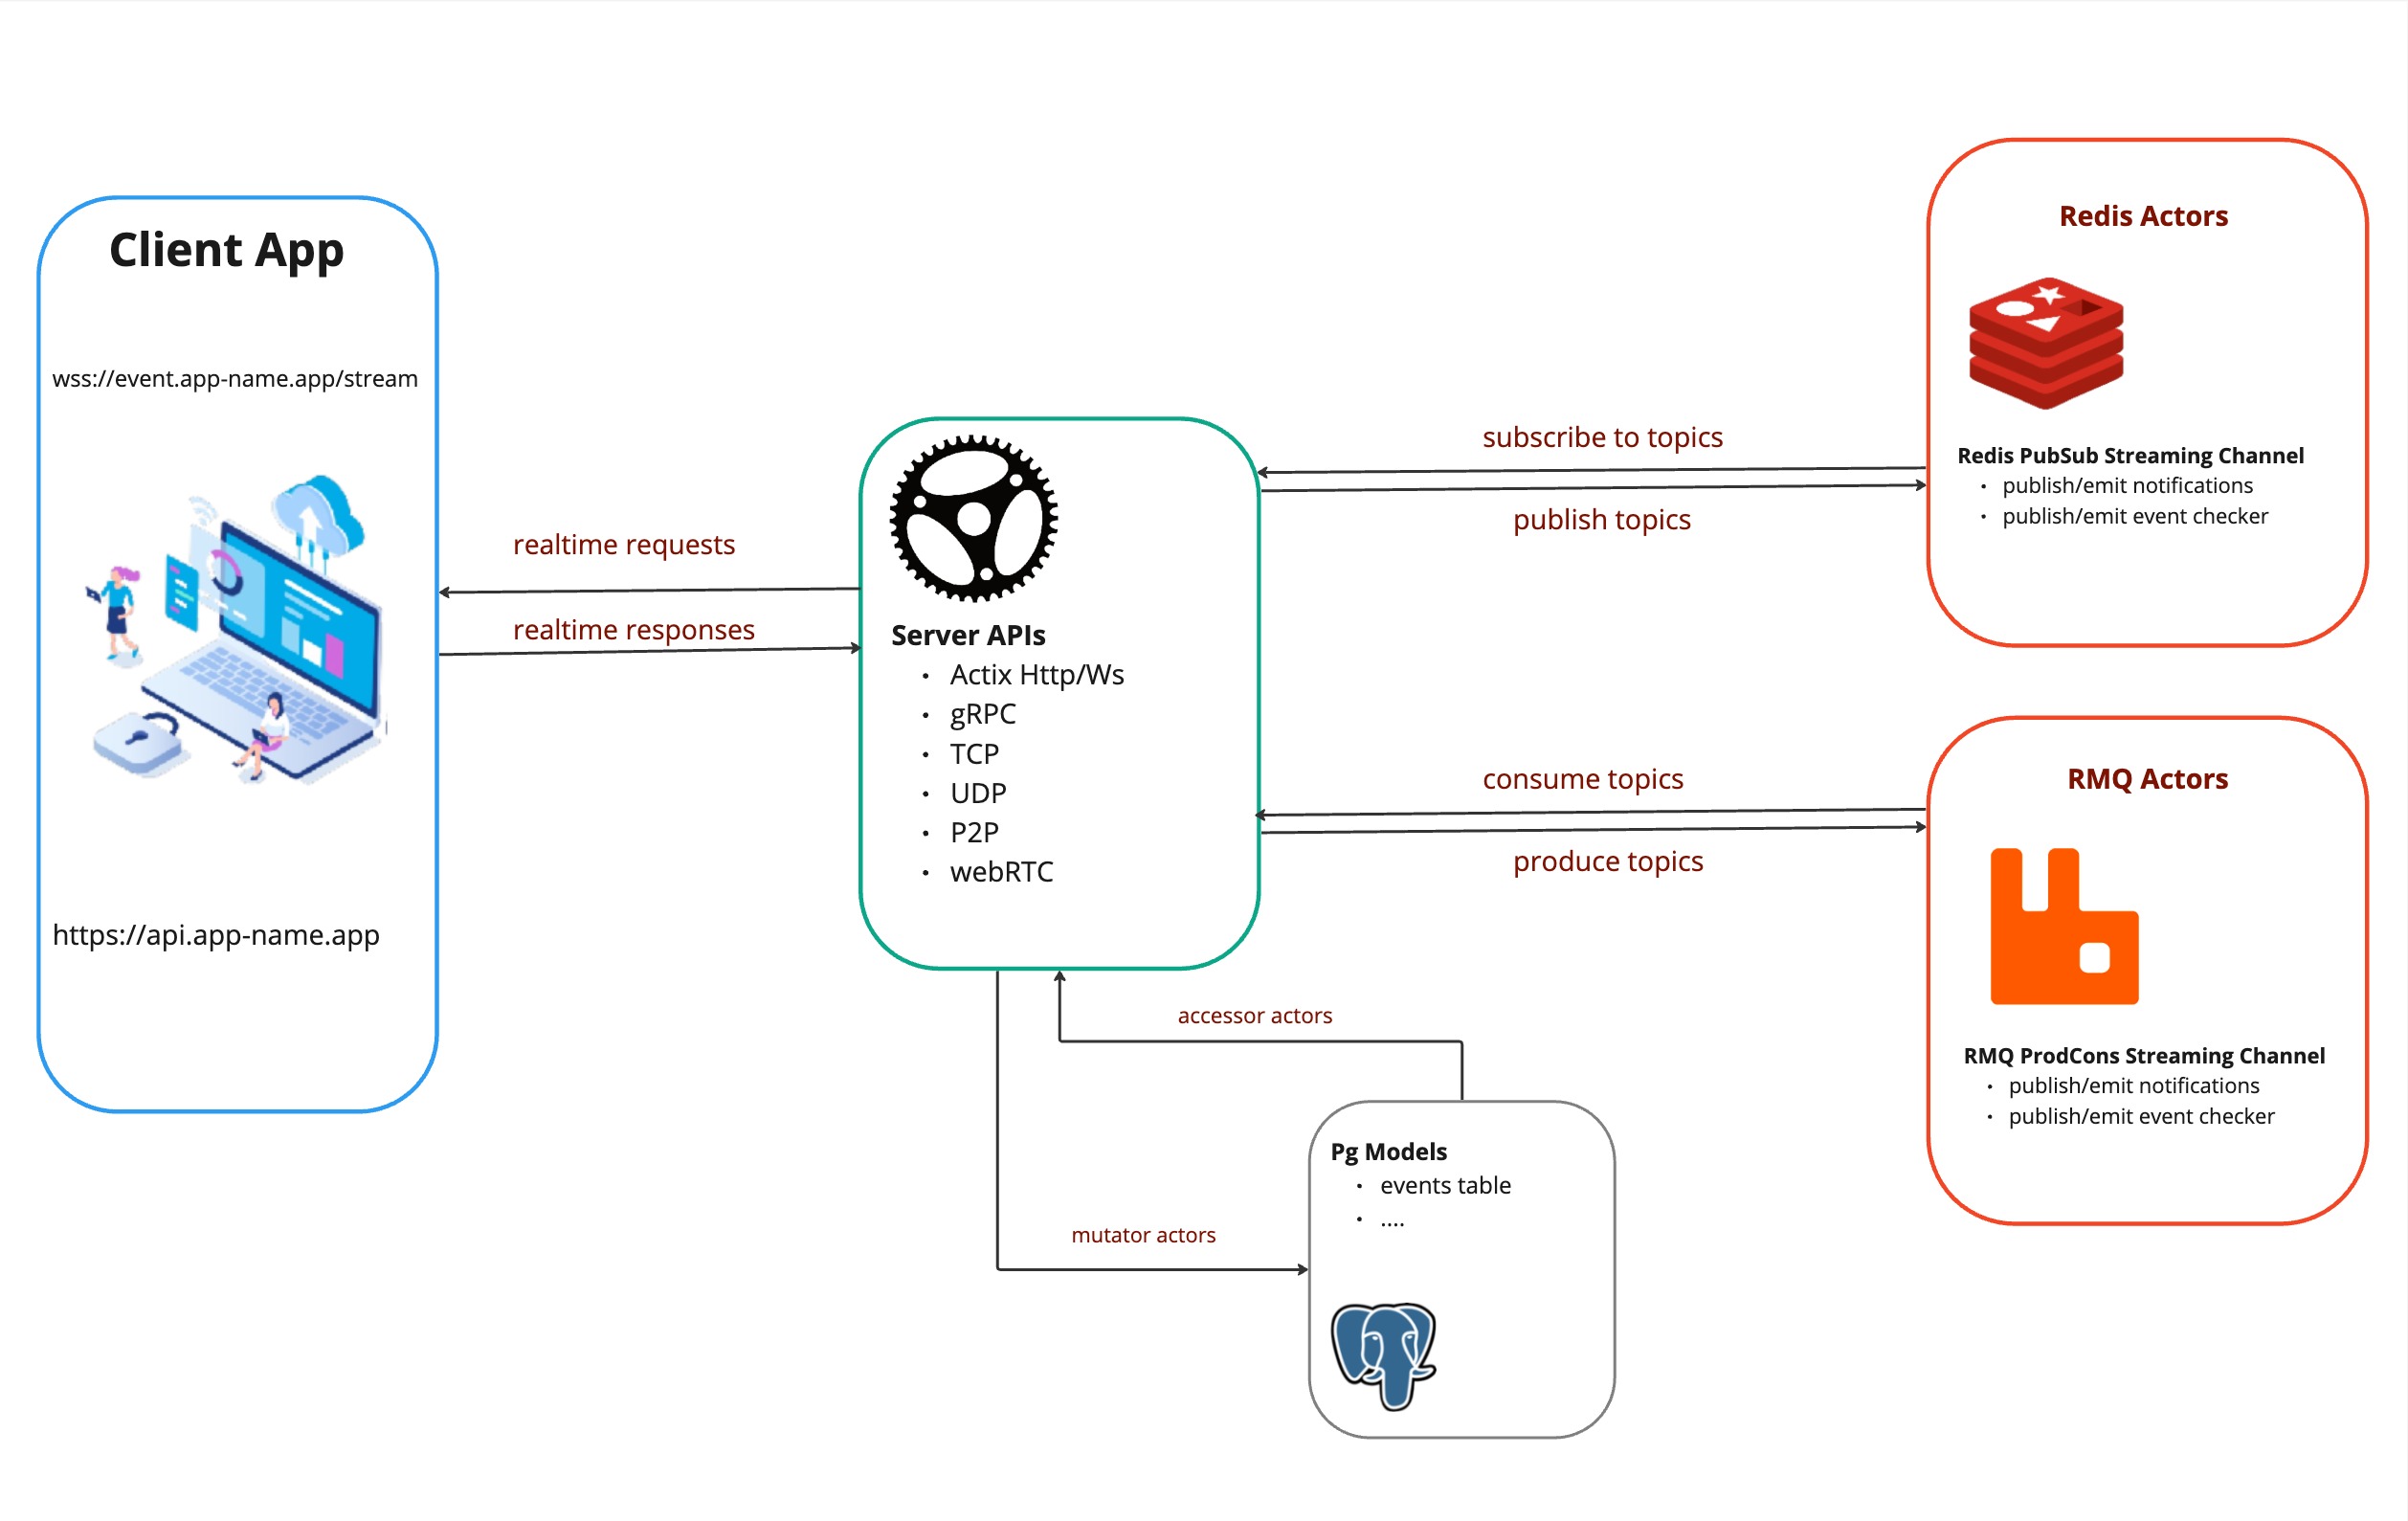 Client App
wss://event.app-name.app/stream
https://api.app-name.app
realtime requests
realtime responses
Server APIs
· Actix Http/Ws
· gRPC
· TCP
· UDP
· P2P
· webRTC
subscribe to topics
publish topics
consume topics
produce topics
Redis Actors
Redis PubSub Streaming Channel
· publish/emit notifications
· publish/emit event checker
RMQ Actors
RMQ ProdCons Streaming Channel
· publish/emit notifications
· publish/emit event checker
accessor actors
mutator actors
Pg Models
· events table
· ....